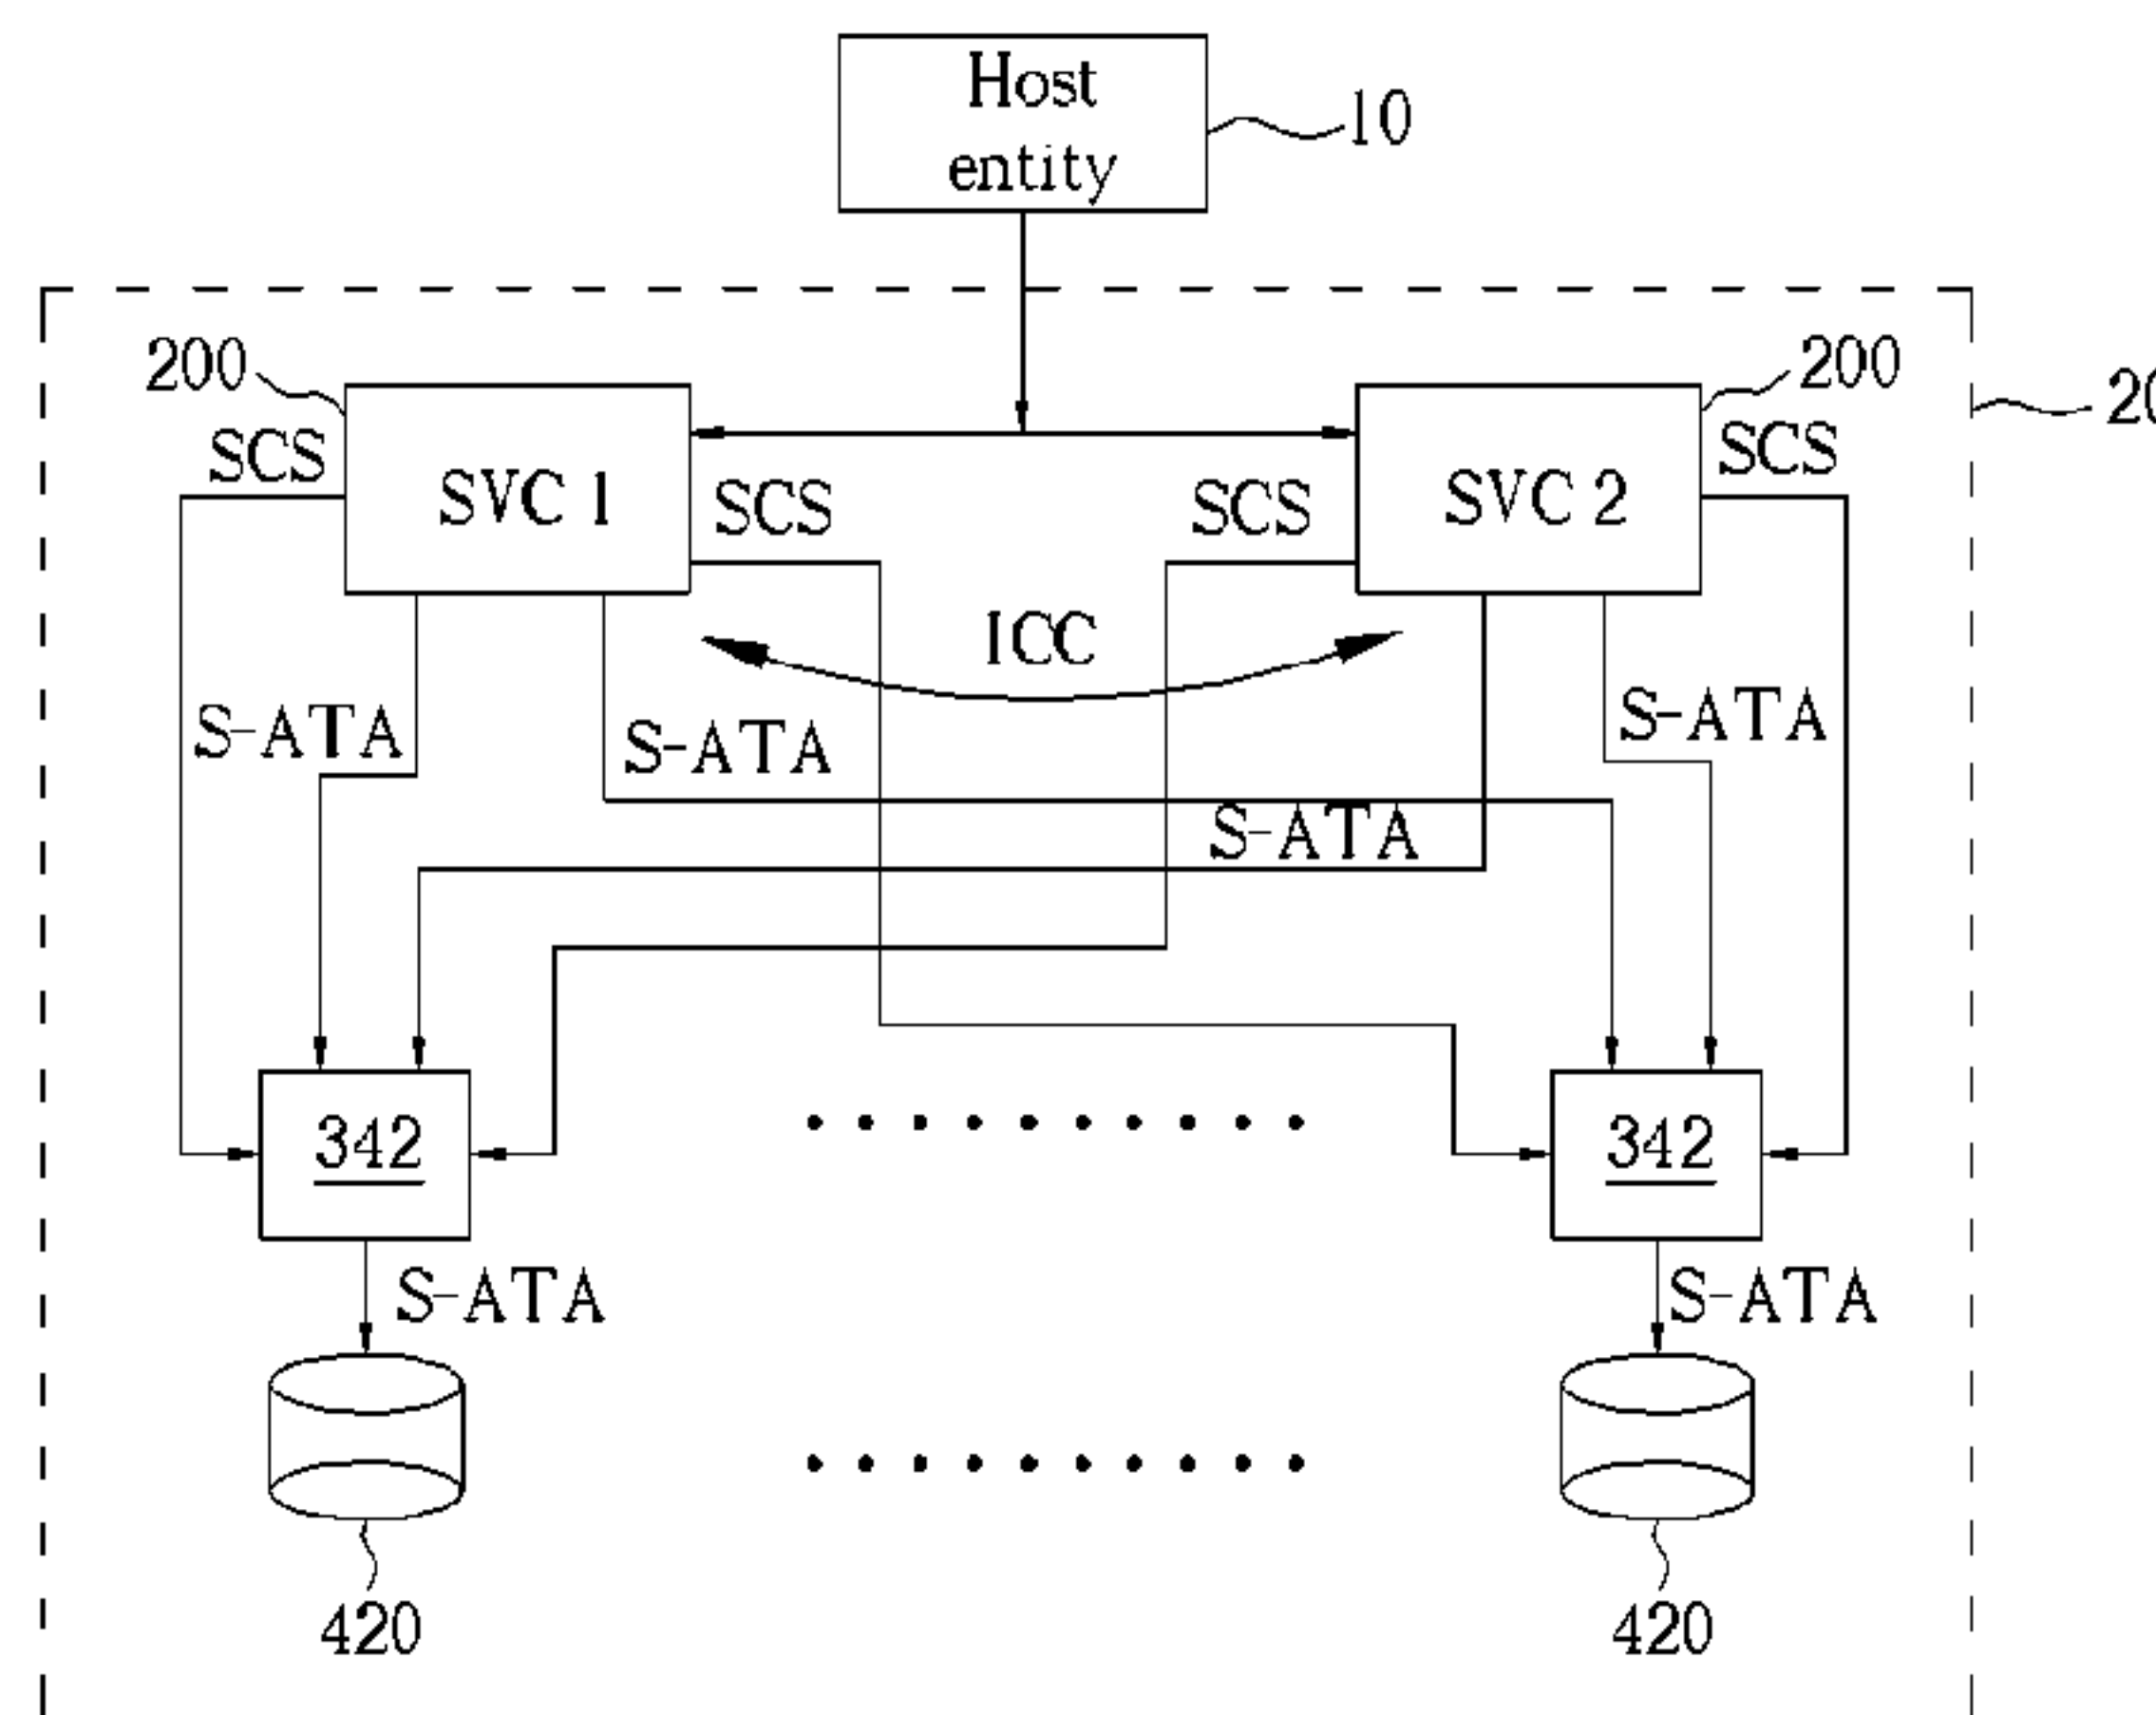 Host
entity
10
200
200
20
SCS
SCS
SVC 1
SVC 2
SCS
SCS
ICC
S-ATA
S-ATA
S-ATA
S-ATA
342
342
S-ATA
S-ATA
420
420